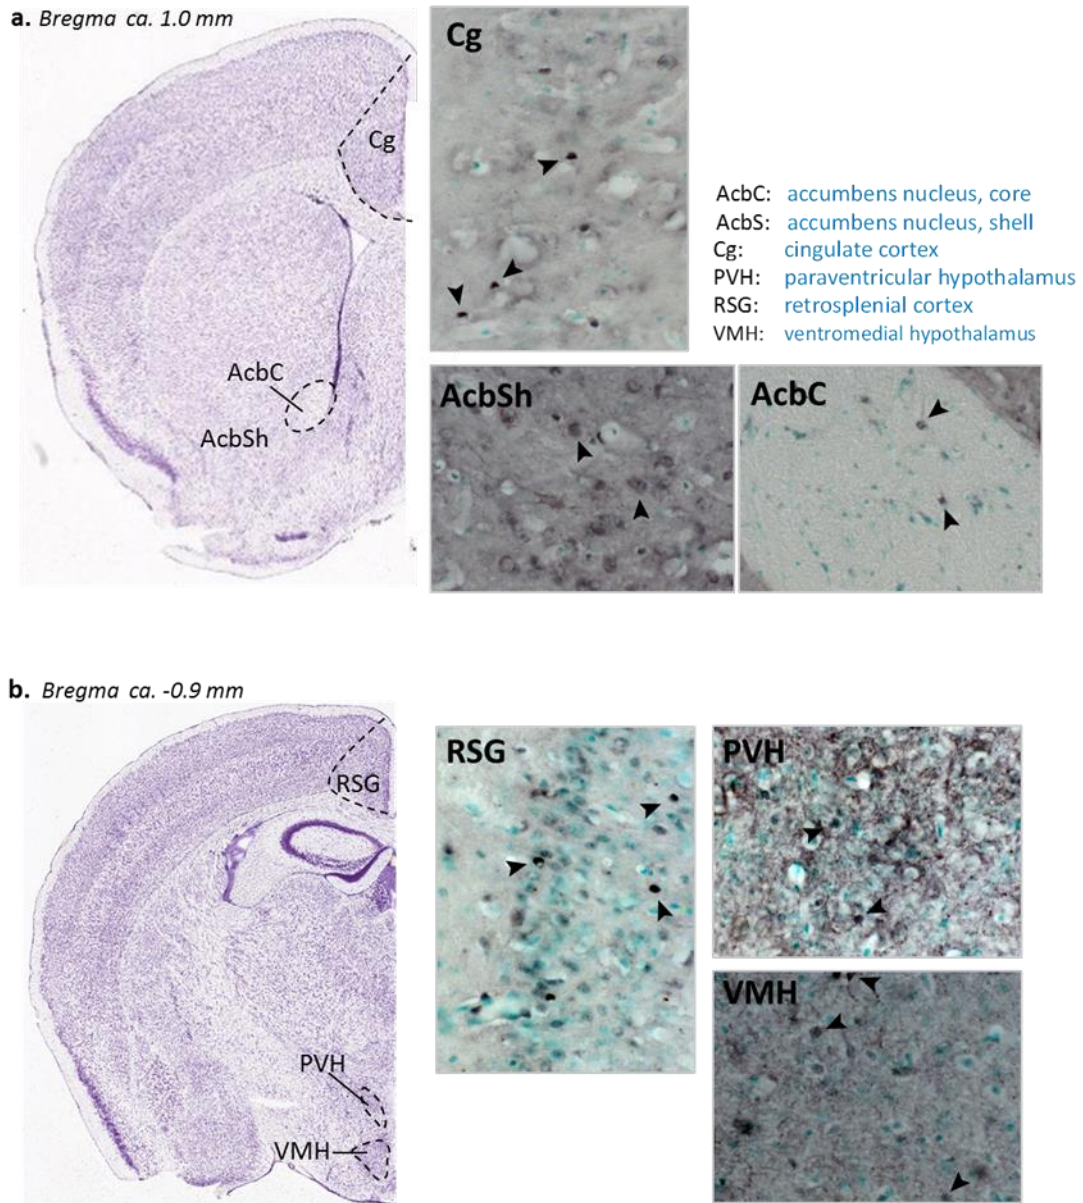 a. Bregma ca. 1.0 mm
Cg
Cg
AcbC: accumbens nucleus, core
AcbS: accumbens nucleus, shell
Cg: cingulate cortex
PVH: paraventricular hypothalamus
RSG: retrosplenial cortex
VMH: ventromedial hypothalamus
AcbC
AcbSh
AcbSh
AcbC
b. Bregma ca. -0.9 mm
RSG
RSG
PVH
PVH
VMH
VMH